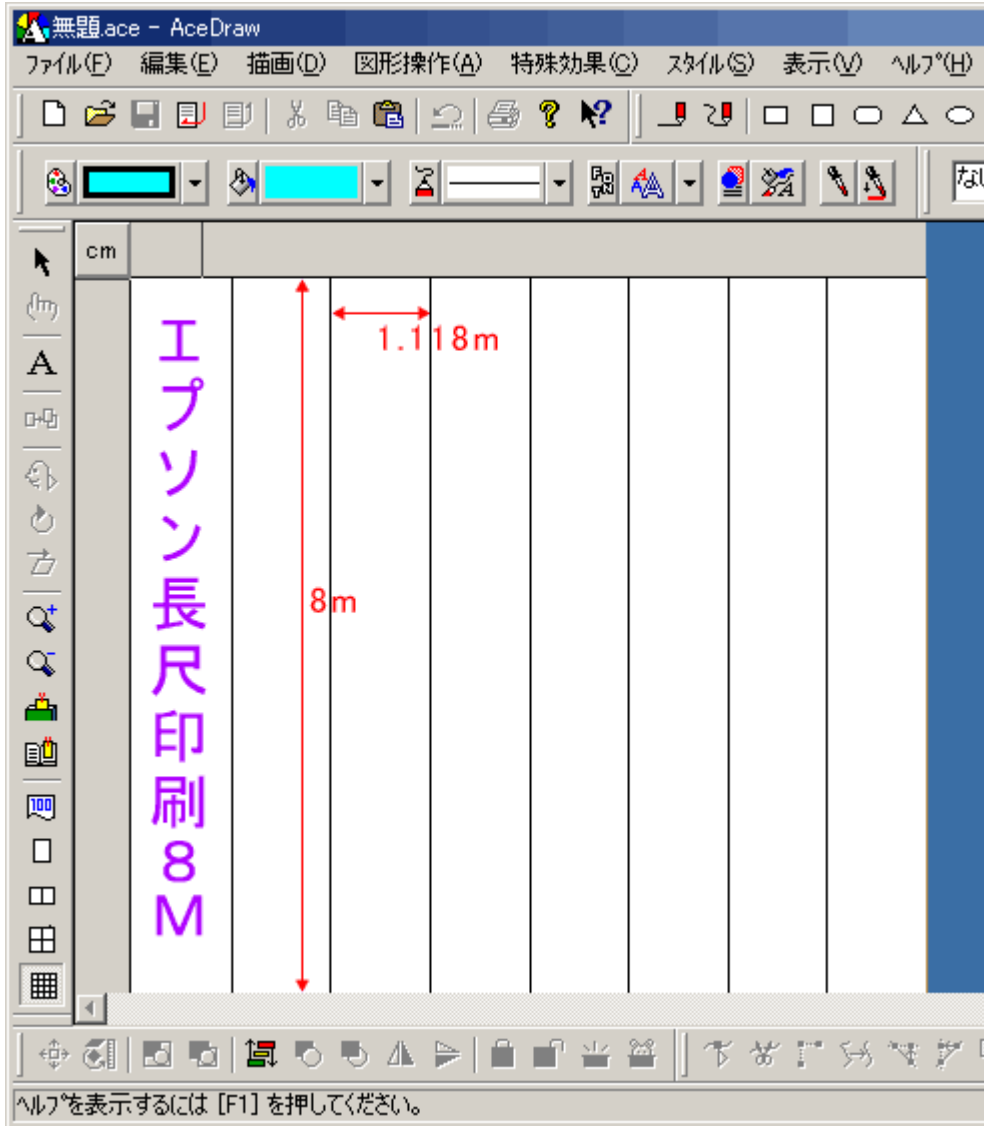 無題.ace - AceDraw
ﾌｧｲﾙ(F) 編集(E) 描画(D) 図形操作(A) 特殊効果(C) ｽﾀｲﾙ(S) 表示(V) ﾍﾙﾌﾟ(H)
cm
エプソン長尺印刷8M
1.118m
8m
A
100
ﾍﾙﾌﾟを表示するには [F1] を押してください。